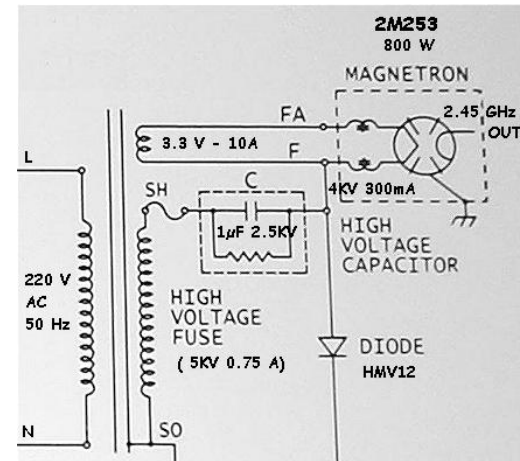 2M253
800 W
MAGNETRON
FA
2.45 GHz
OUT
3.3 V - 10A
F
L
SH
C
4KV 300mA
1µF 2.5KV
HIGH
VOLTAGE
CAPACITOR
220 V
AC
50 Hz
HIGH
VOLTAGE
FUSE
( 5KV 0.75 A)
DIODE
HMV12
N
SO